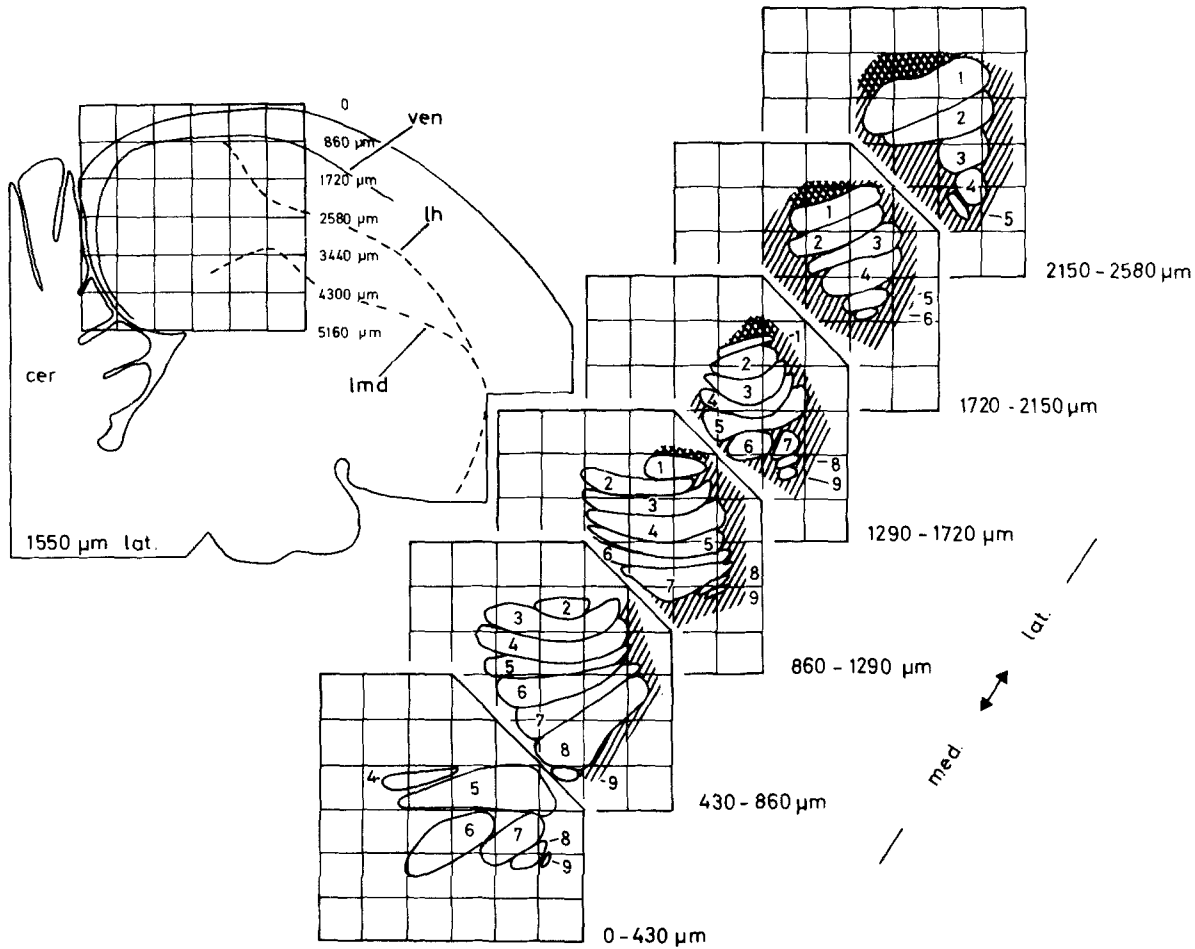 0
ven
860 µm
1720 µm
lh
2580 µm
3440 µm
4300 µm
5160 µm
cer
lmd
1550 µm lat.
1
2
3
4
5
2150 - 2580 µm
1
2
3
4
5
6
1720 - 2150 µm
1
2
3
4
5
6
7
8
9
1290 - 1720 µm
1
2
3
4
5
6
7
8
9
860 - 1290 µm
2
3
4
5
6
7
8
9
430 - 860 µm
4
5
6
7
8
9
0 - 430 µm
lat.
med.